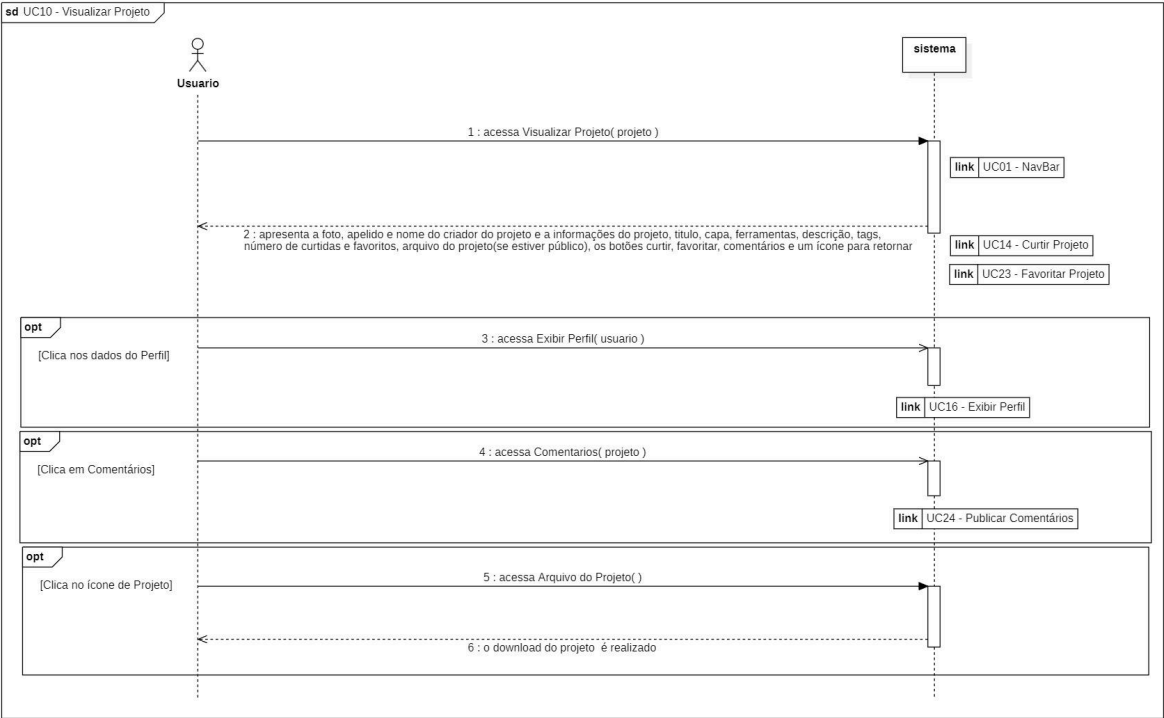 sd UC10 - Visualizar Projeto
Usuario
sistema
1 : acessa Visualizar Projeto( projeto )
link UC01 - NavBar
2 : apresenta a foto, apelido e nome do criador do projeto e a informações do projeto, titulo, capa, ferramentas, descrição, tags,
número de curtidas e favoritos, arquivo do projeto(se estiver público), os botões curtir, favoritar, comentários e um ícone para retornar
link UC14 - Curtir Projeto
link UC23 - Favoritar Projeto
opt
3 : acessa Exibir Perfil( usuario )
[Clica nos dados do Perfil]
link UC16 - Exibir Perfil
opt
4 : acessa Comentarios( projeto )
[Clica em Comentários]
link UC24 - Publicar Comentários
opt
5 : acessa Arquivo do Projeto( )
[Clica no ícone de Projeto]
6 : o download do projeto é realizado